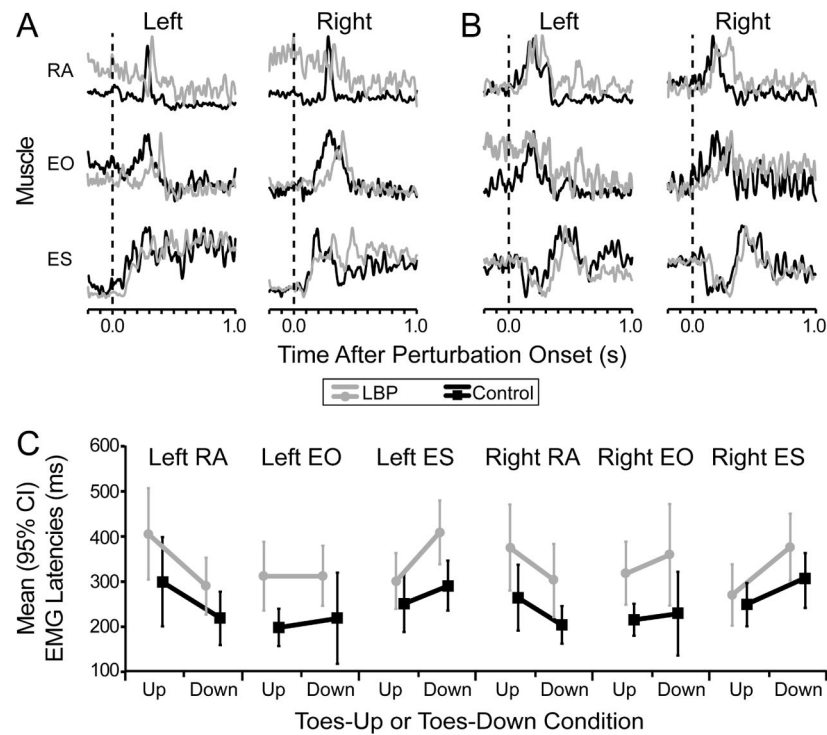 A Left Right B Left Right
RA
EO
ES
Muscle
0.0 1.0 0.0 1.0 0.0 1.0 0.0 1.0
Time After Perturbation Onset (s)
LBP Control
C
Mean (95% CI)
EMG Latencies (ms)
600
500
400
300
200
100
Left RA Left EO Left ES Right RA Right EO Right ES
Up Down Up Down Up Down Up Down Up Down Up Down
Toes-Up or Toes-Down Condition